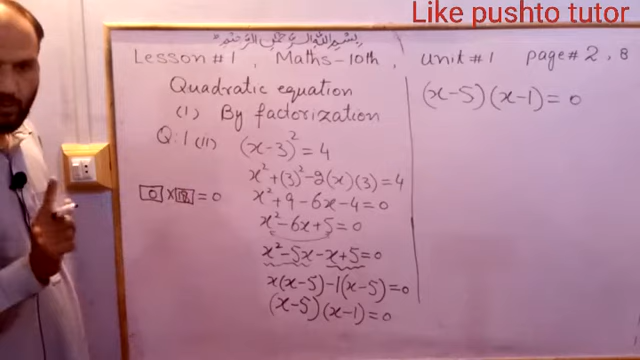 Like pushto tutor
بسم الله الرحمن الرحيم
Lesson #1 , Maths-10th , unit #1 page #2, 8
Quadratic equation
(1) By factorization
Q:1 (ii) (x-3)² = 4
x²+(3)²-2(x)(3)=4
x²+9-6x-4=0
x²-6x+5=0
x²-5x-x+5=0
x(x-5)-1(x-5)=0
(x-5)(x-1)=0
0 × 12 = 0
(x-5)(x-1)=0